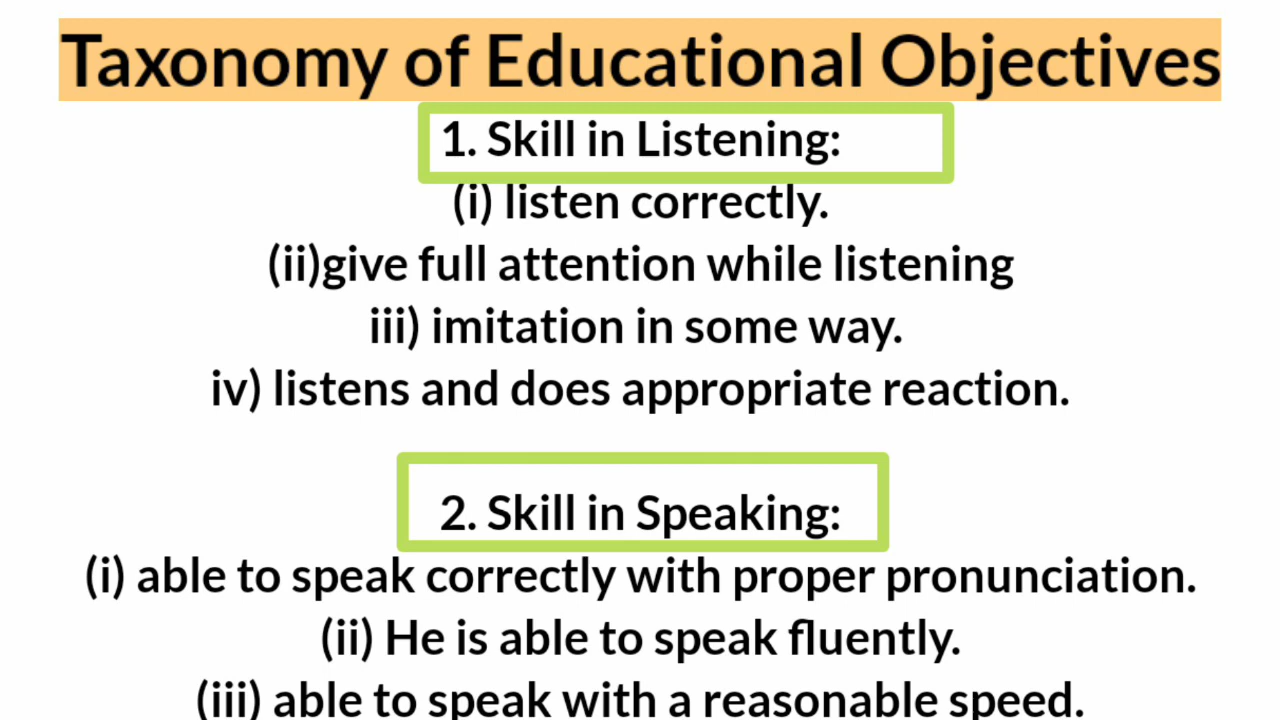 Taxonomy of Educational Objectives
1. Skill in Listening:
(i) listen correctly.
(ii)give full attention while listening
iii) imitation in some way.
iv) listens and does appropriate reaction.
2. Skill in Speaking:
(i) able to speak correctly with proper pronunciation.
(ii) He is able to speak fluently.
(iii) able to speak with a reasonable speed.